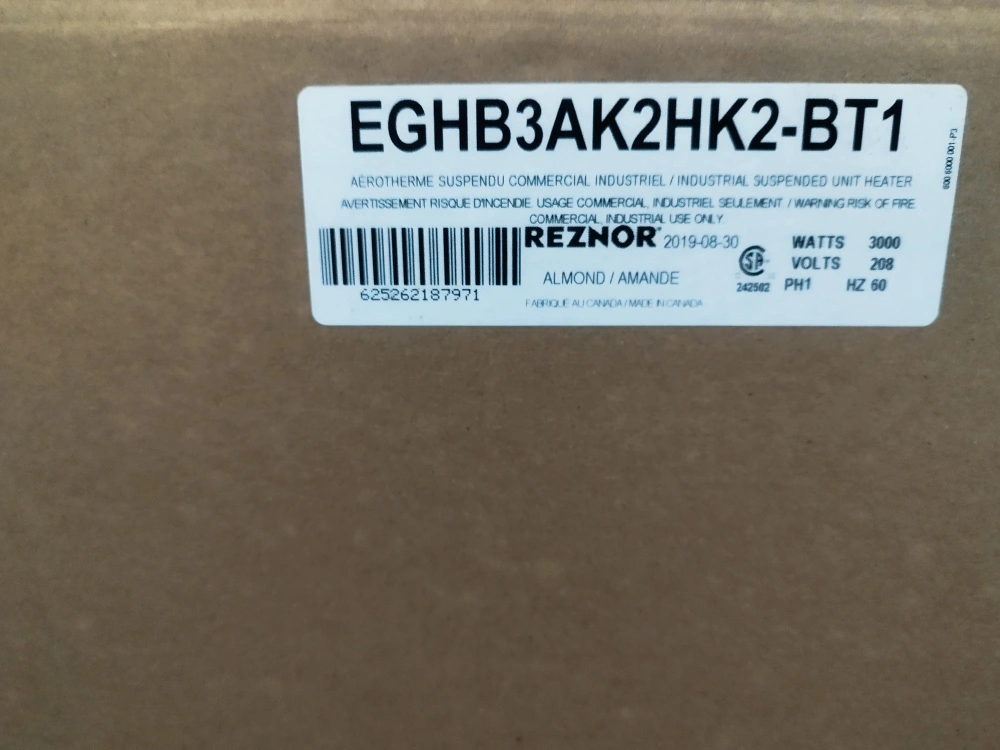 EGHB3AK2HK2-BT1
AÉROTHERME SUSPENDU COMMERCIAL INDUSTRIEL / INDUSTRIAL SUSPENDED UNIT HEATER
AVERTISSEMENT RISQUE D'INCENDIE. USAGE COMMERCIAL, INDUSTRIEL SEULEMENT / WARNING RISK OF FIRE.
COMMERCIAL, INDUSTRIAL USE ONLY
REZNOR® 2019-08-30
WATTS 3000
VOLTS 208
PH1 HZ 60
SA
242502
ALMOND / AMANDE
FABRIQUÉ AU CANADA / MADE IN CANADA
625262187971